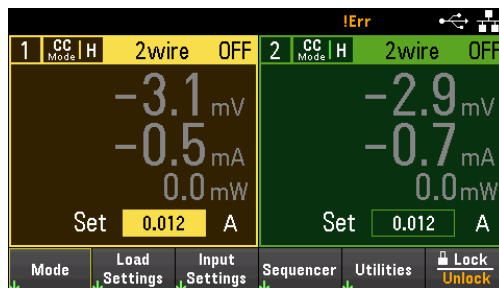 !Err
1 CC Mode H 2wire OFF
-3.1 mV
-0.5 mA
0.0 mW
Set 0.012 A
2 CC Mode H 2wire OFF
-2.9 mV
-0.7 mA
0.0 mW
Set 0.012 A
Mode
Load Settings
Input Settings
Sequencer
Utilities
Lock
Unlock